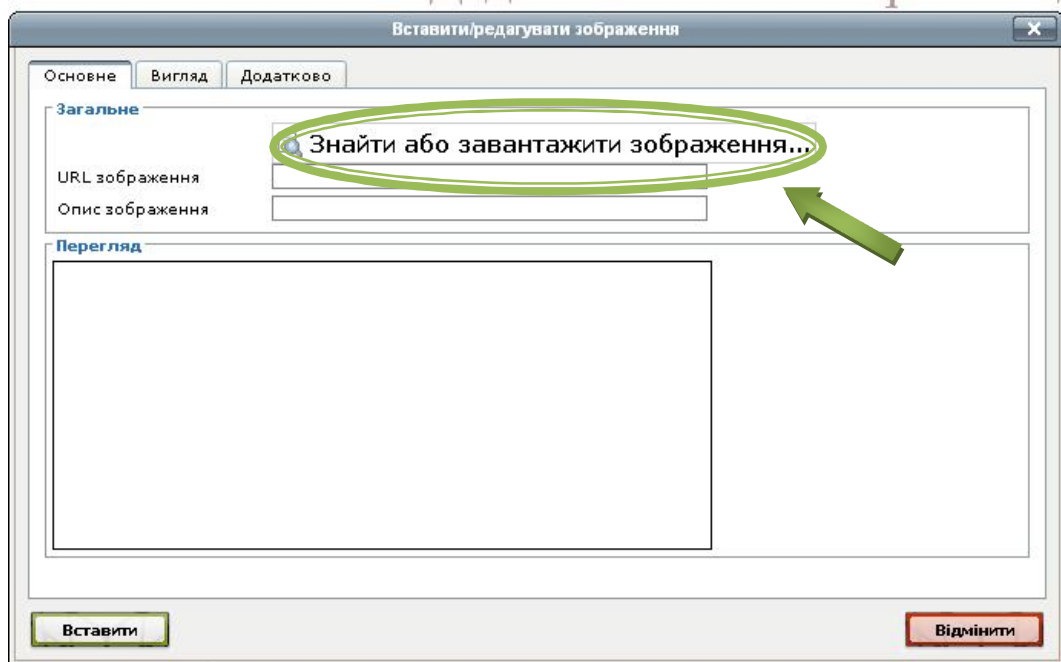 Вставити/редагувати зображення
Основне Вигляд Додатково
Загальне
Знайти або завантажити зображення...
URL зображення
Опис зображення
Перегляд
Вставити Відмінити